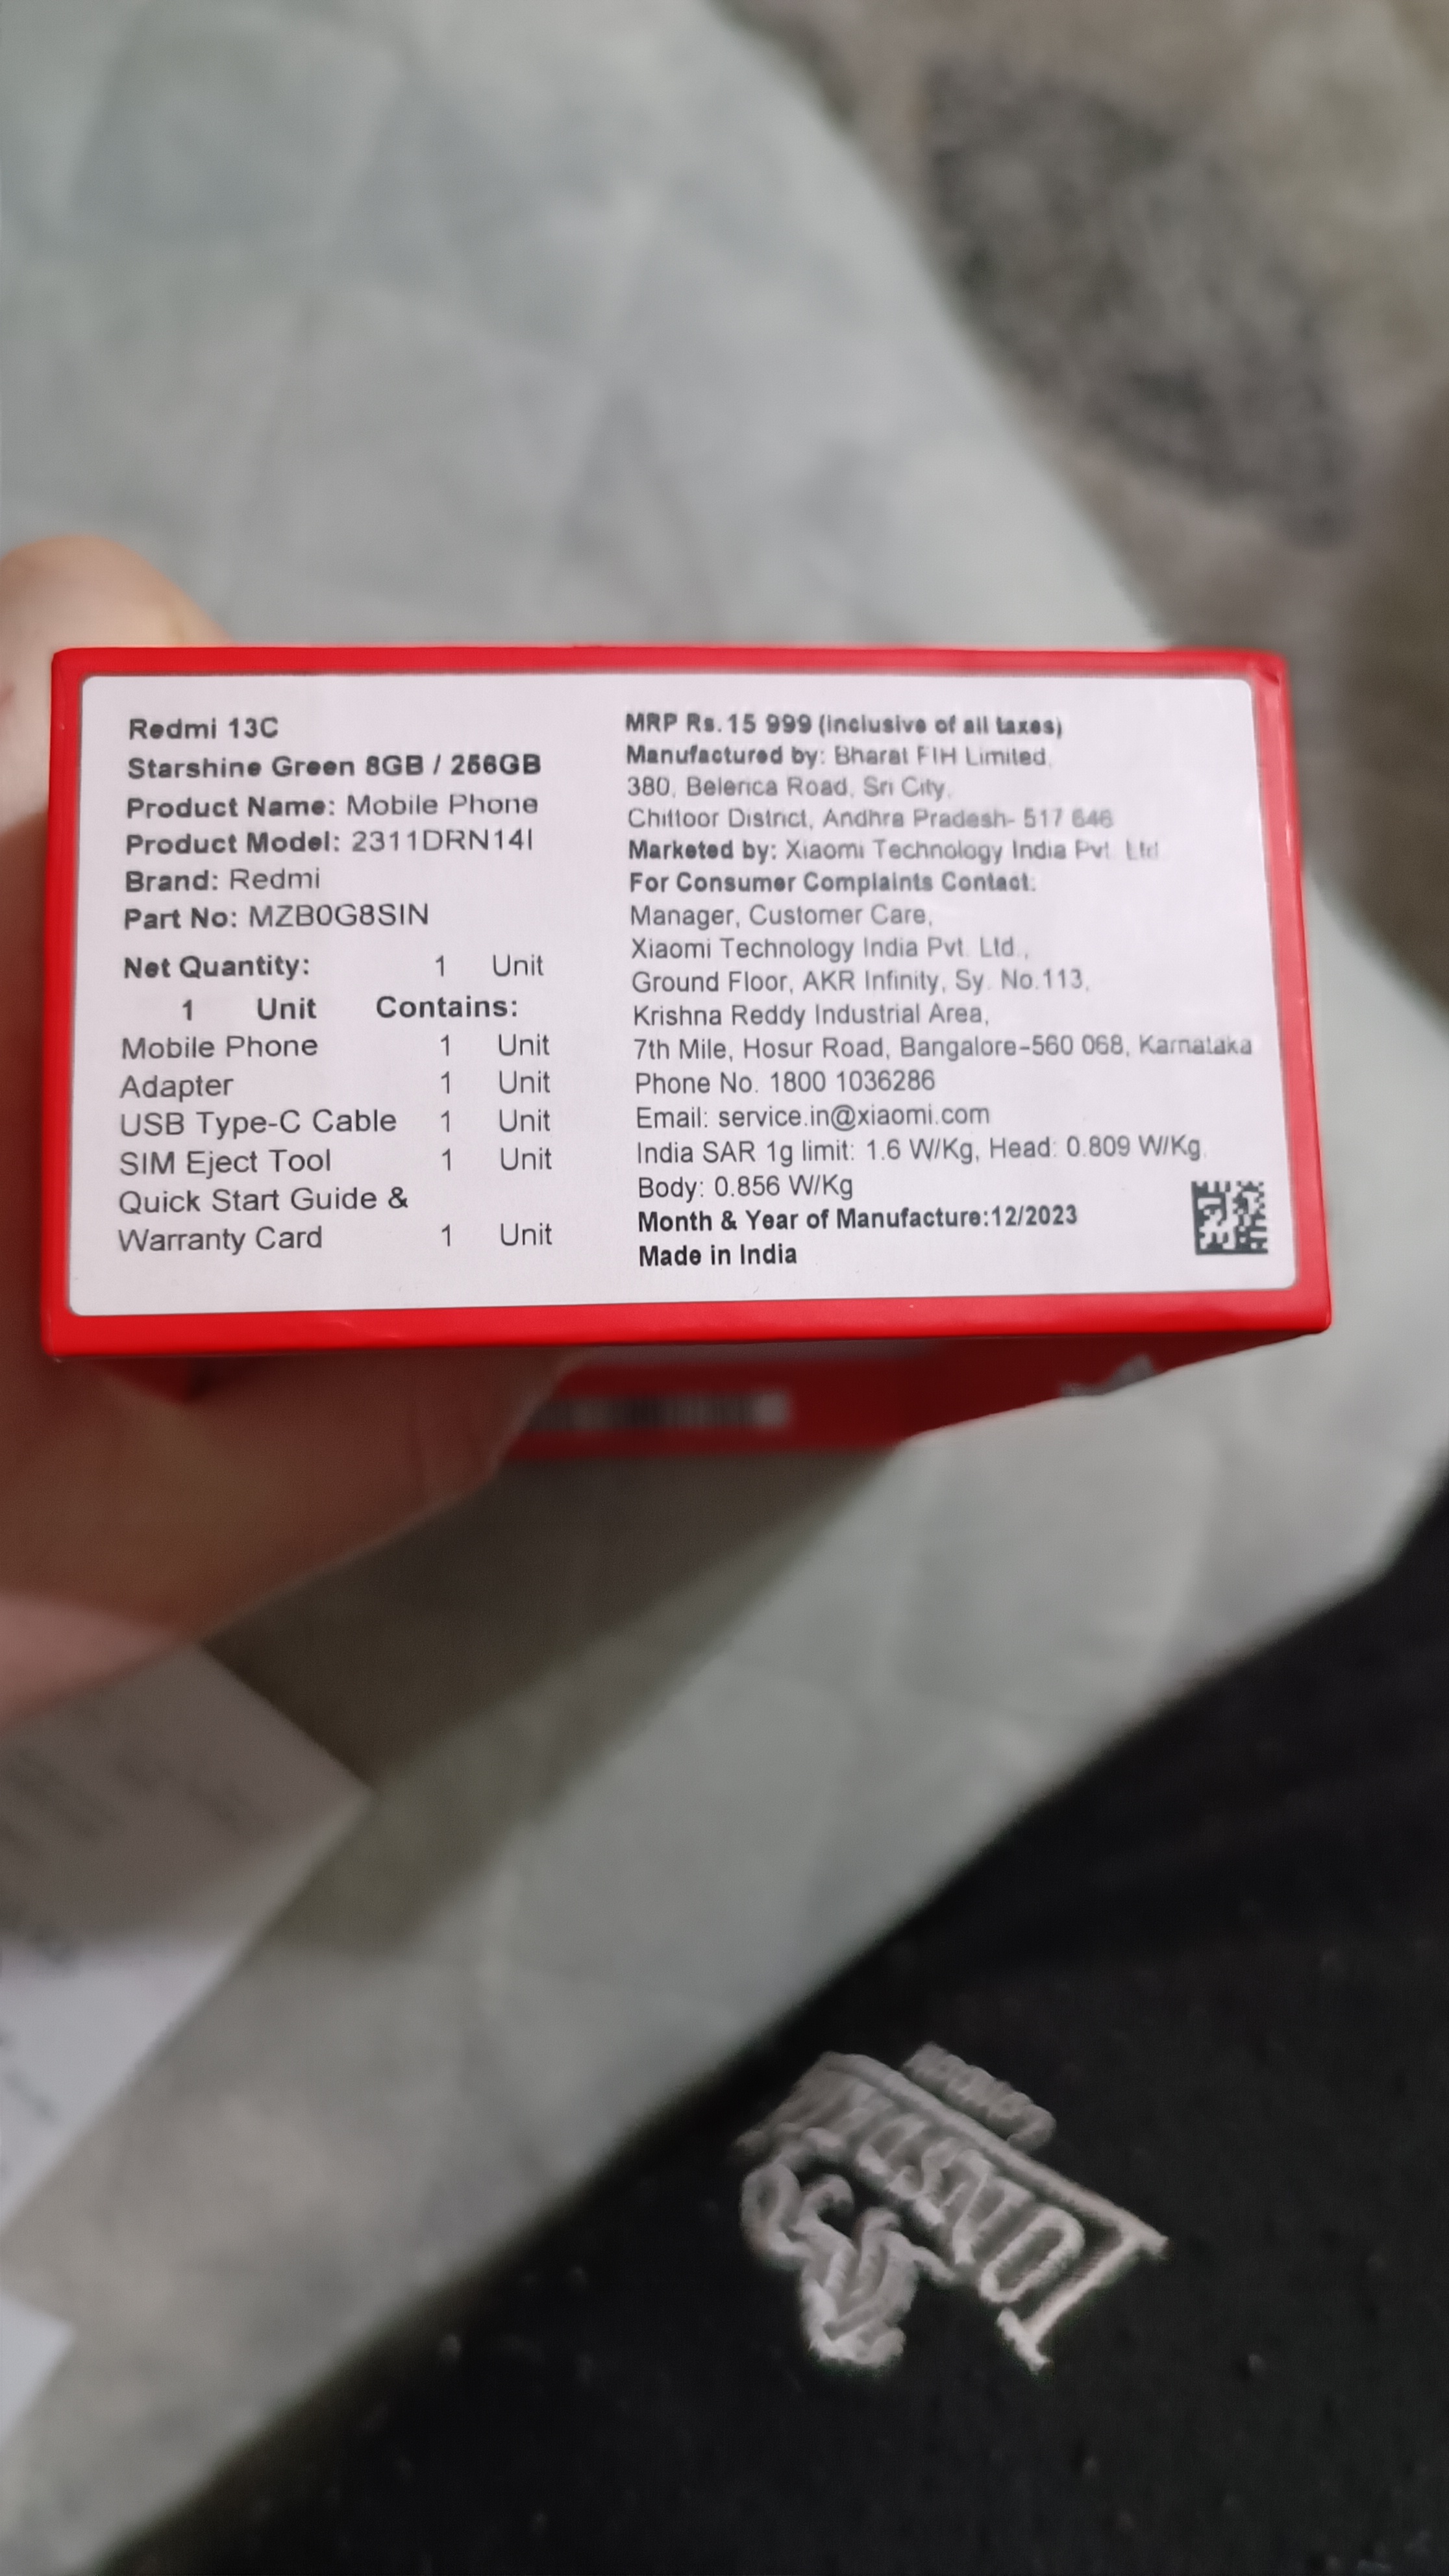 Redmi 13C
Starshine Green 8GB / 256GB
Product Name: Mobile Phone
Product Model: 2311DRN14I
Brand: Redmi
Part No: MZB0G8SIN
Net Quantity: 1 Unit
1 Unit Contains:
Mobile Phone 1 Unit
Adapter 1 Unit
USB Type-C Cable 1 Unit
SIM Eject Tool 1 Unit
Quick Start Guide &
Warranty Card 1 Unit
MRP Rs.15 999 (inclusive of all taxes)
Manufactured by: Bharat FIH Limited,
380, Belerica Road, Sri City,
Chittoor District, Andhra Pradesh- 517 646
Marketed by: Xiaomi Technology India Pvt. Ltd
For Consumer Complaints Contact:
Manager, Customer Care,
Xiaomi Technology India Pvt. Ltd.,
Ground Floor, AKR Infinity, Sy. No.113,
Krishna Reddy Industrial Area,
7th Mile, Hosur Road, Bangalore-560 068, Karnataka
Phone No. 1800 1036286
Email: service.in@xiaomi.com
India SAR 1g limit: 1.6 W/Kg, Head: 0.809 W/Kg,
Body: 0.856 W/Kg
Month & Year of Manufacture:12/2023
Made in India